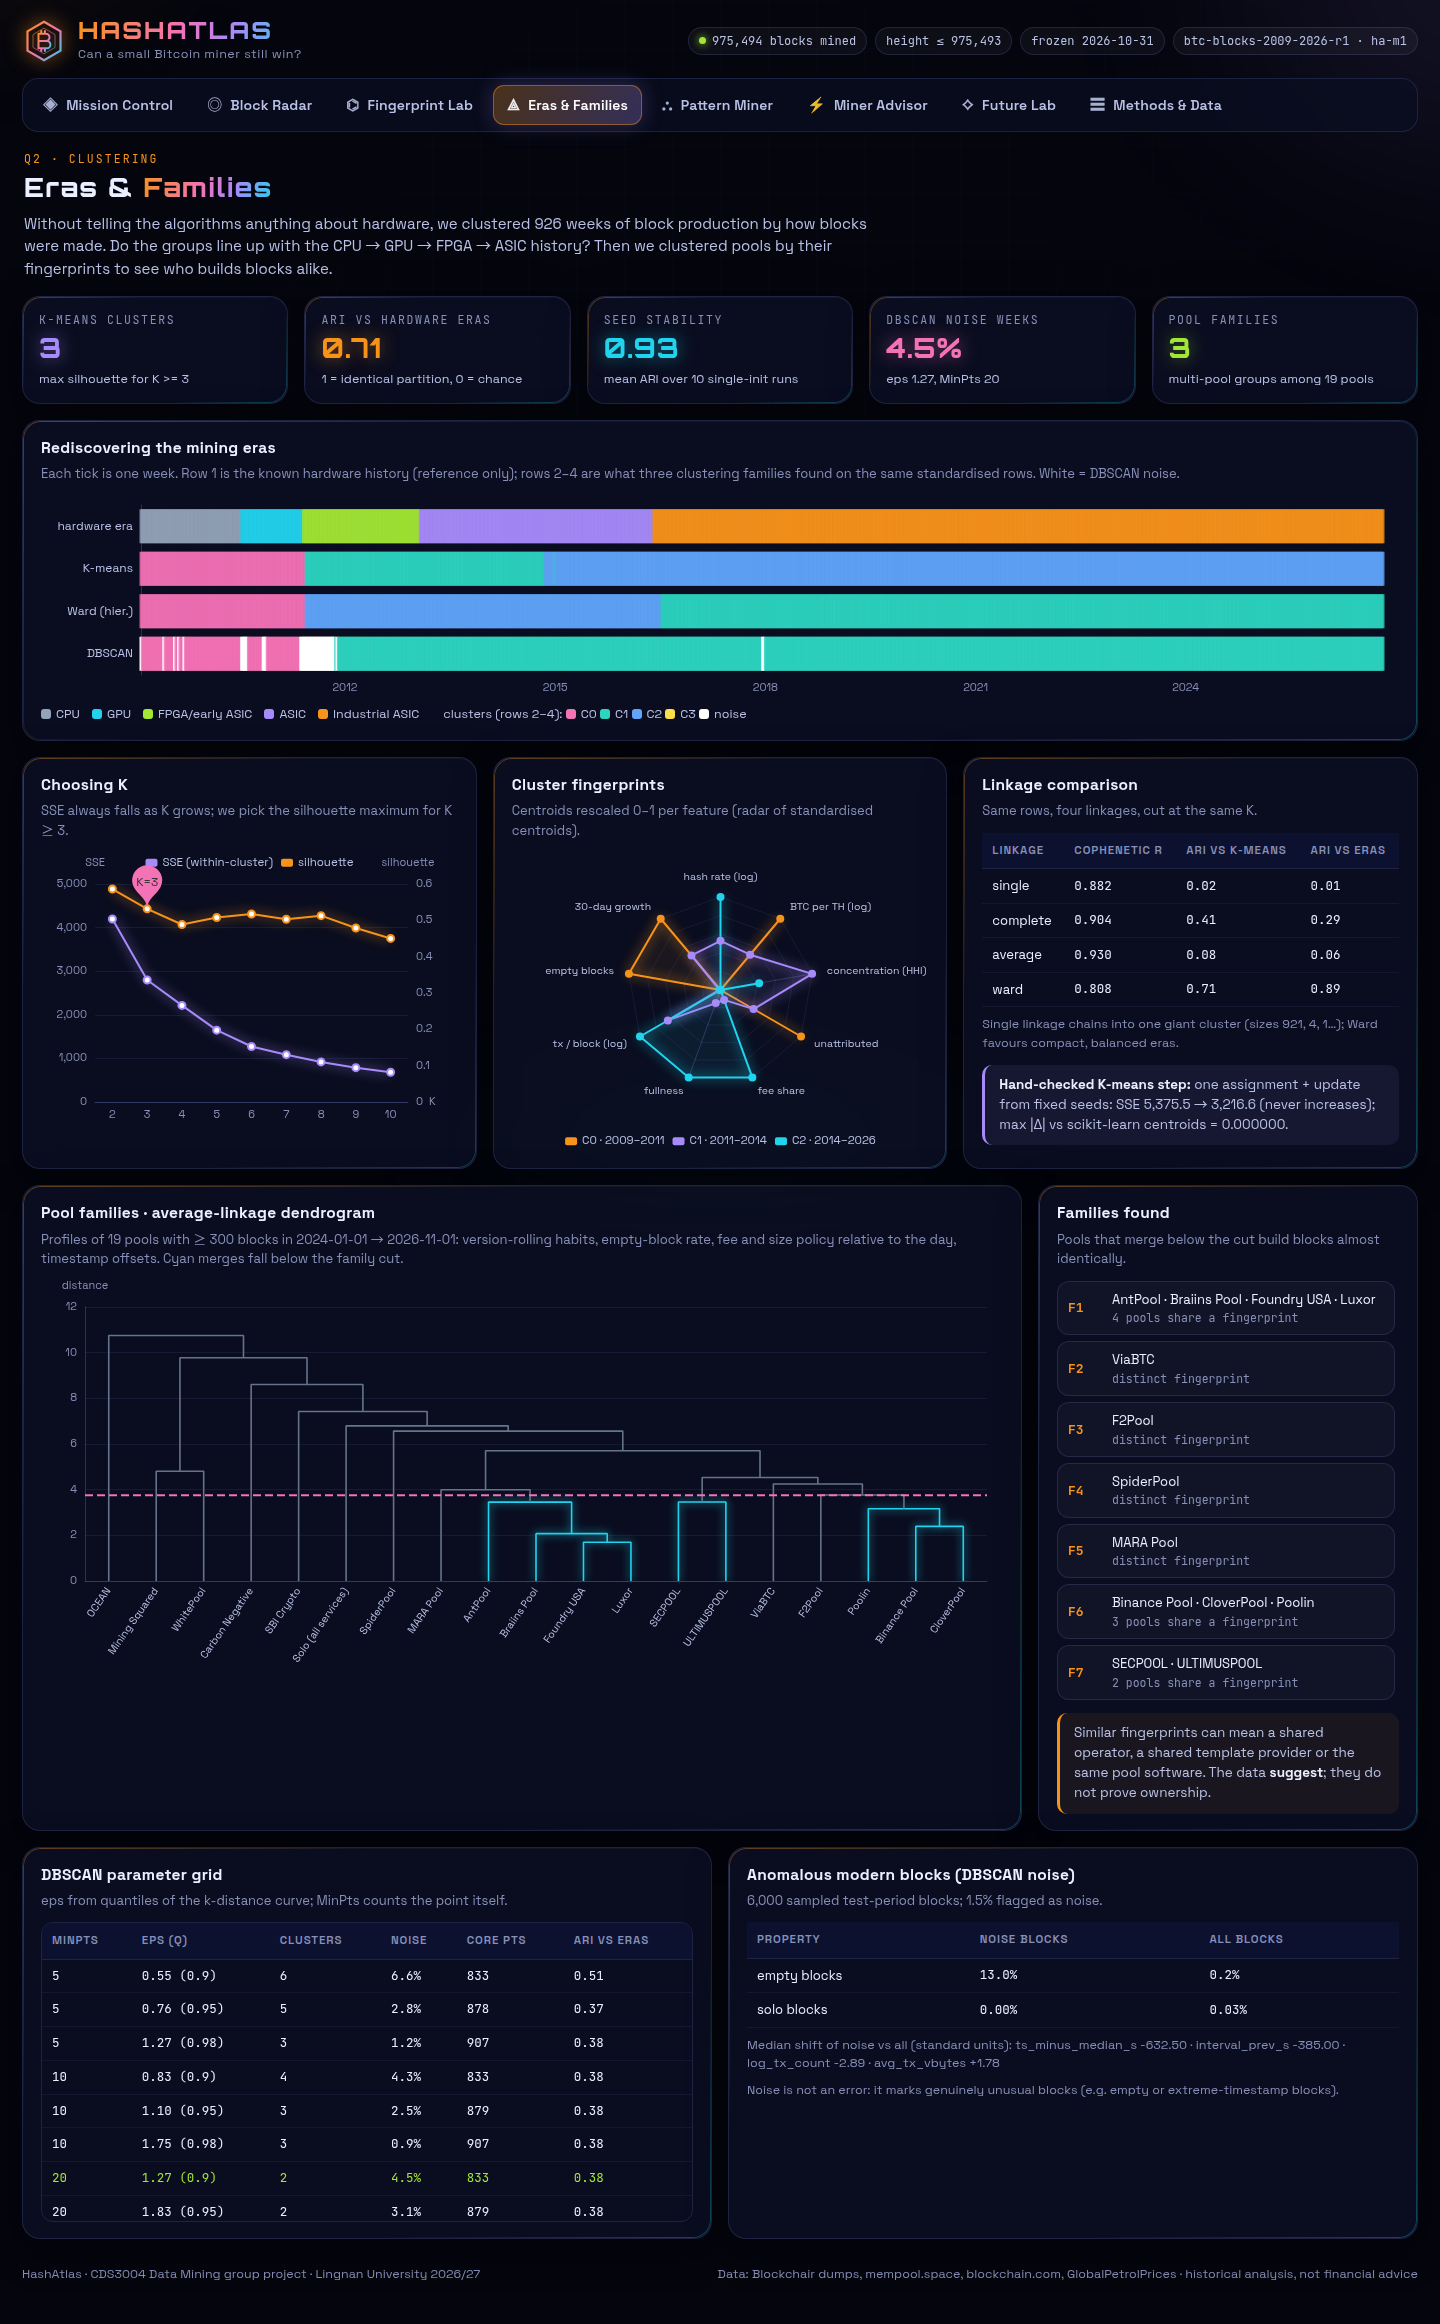 HASHATLAS
Can a small Bitcoin miner still win?
975,494 blocks mined
height ≤ 975,493
frozen 2026-10-31
btc-blocks-2009-2026-r1 · ha-m1
Mission Control
Block Radar
Fingerprint Lab
Eras & Families
Pattern Miner
Miner Advisor
Future Lab
Methods & Data
Q2 · CLUSTERING
Eras & Families
Without telling the algorithms anything about hardware, we clustered 926 weeks of block production by how blocks
were made. Do the groups line up with the CPU → GPU → FPGA → ASIC history? Then we clustered pools by their
fingerprints to see who builds blocks alike.
K-MEANS CLUSTERS
3
max silhouette for K >= 3
ARI VS HARDWARE ERAS
0.71
1 = identical partition, 0 = chance
SEED STABILITY
0.93
mean ARI over 10 single-init runs
DBSCAN NOISE WEEKS
4.5%
eps 1.27, MinPts 20
POOL FAMILIES
3
multi-pool groups among 19 pools
Rediscovering the mining eras
Each tick is one week. Row 1 is the known hardware history (reference only); rows 2–4 are what three clustering families found on the same standardised rows. White = DBSCAN noise.
hardware era
K-means
Ward (hier.)
DBSCAN
2012 2015 2018 2021 2024
CPU GPU FPGA/early ASIC ASIC Industrial ASIC clusters (rows 2–4): C0 C1 C2 C3 noise
Choosing K
SSE always falls as K grows; we pick the silhouette maximum for K
≥ 3.
SSE SSE (within-cluster) silhouette silhouette
K=3
5,000 0.6
4,000 0.5
3,000 0.4
2,000 0.3
1,000 0.2
0 0.1
0 K
2 3 4 5 6 7 8 9 10
Cluster fingerprints
Centroids rescaled 0–1 per feature (radar of standardised
centroids).
hash rate (log)
30-day growth
BTC per TH (log)
empty blocks
concentration (HHI)
tx / block (log)
unattributed
fullness
fee share
C0 · 2009–2011 C1 · 2011–2014 C2 · 2014–2026
Linkage comparison
Same rows, four linkages, cut at the same K.
LINKAGE COPHENETIC R ARI VS K-MEANS ARI VS ERAS
single 0.882 0.02 0.01
complete 0.904 0.41 0.29
average 0.930 0.08 0.06
ward 0.808 0.71 0.89
Single linkage chains into one giant cluster (sizes 921, 4, 1...); Ward
favours compact, balanced eras.
Hand-checked K-means step: one assignment + update
from fixed seeds: SSE 5,375.5 → 3,216.6 (never increases);
max |Δ| vs scikit-learn centroids = 0.000000.
Pool families · average-linkage dendrogram
Profiles of 19 pools with ≥ 300 blocks in 2024-01-01 → 2026-11-01: version-rolling habits, empty-block rate, fee and size policy relative to the day,
timestamp offsets. Cyan merges fall below the family cut.
distance
12
10
8
6
4
2
0
OCEAN
Mining Squared
WhitePool
Carbon Negative
SBI Crypto
Solo (all services)
SpiderPool
MARA Pool
AntPool
Braiins Pool
Foundry USA
Luxor
SECPOOL
ULTIMUSPOOL
ViaBTC
F2Pool
Poolin
Binance Pool
CloverPool
Families found
Pools that merge below the cut build blocks almost
identically.
F1
AntPool · Braiins Pool · Foundry USA · Luxor
4 pools share a fingerprint
F2
ViaBTC
distinct fingerprint
F3
F2Pool
distinct fingerprint
F4
SpiderPool
distinct fingerprint
F5
MARA Pool
distinct fingerprint
F6
Binance Pool · CloverPool · Poolin
3 pools share a fingerprint
F7
SECPOOL · ULTIMUSPOOL
2 pools share a fingerprint
Similar fingerprints can mean a shared
operator, a shared template provider or the
same pool software. The data suggest; they do
not prove ownership.
DBSCAN parameter grid
eps from quantiles of the k-distance curve; MinPts counts the point itself.
MINPTS EPS (Q) CLUSTERS NOISE CORE PTS ARI VS ERAS
5 0.55 (0.9) 6 6.6% 833 0.51
5 0.76 (0.95) 5 2.8% 878 0.37
5 1.27 (0.98) 3 1.2% 907 0.38
10 0.83 (0.9) 4 4.3% 833 0.38
10 1.10 (0.95) 3 2.5% 879 0.38
10 1.75 (0.98) 3 0.9% 907 0.38
20 1.27 (0.9) 2 4.5% 833 0.38
20 1.83 (0.95) 2 3.1% 879 0.38
Anomalous modern blocks (DBSCAN noise)
6,000 sampled test-period blocks; 1.5% flagged as noise.
PROPERTY NOISE BLOCKS ALL BLOCKS
empty blocks 13.0% 0.2%
solo blocks 0.00% 0.03%
Median shift of noise vs all (standard units): ts_minus_median_s -632.50 · interval_prev_s -385.00 ·
log_tx_count -2.89 · avg_tx_vbytes +1.78
Noise is not an error: it marks genuinely unusual blocks (e.g. empty or extreme-timestamp blocks).
HashAtlas · CDS3004 Data Mining group project · Lingnan University 2026/27
Data: Blockchair dumps, mempool.space, blockchain.com, GlobalPetrolPrices · historical analysis, not financial advice